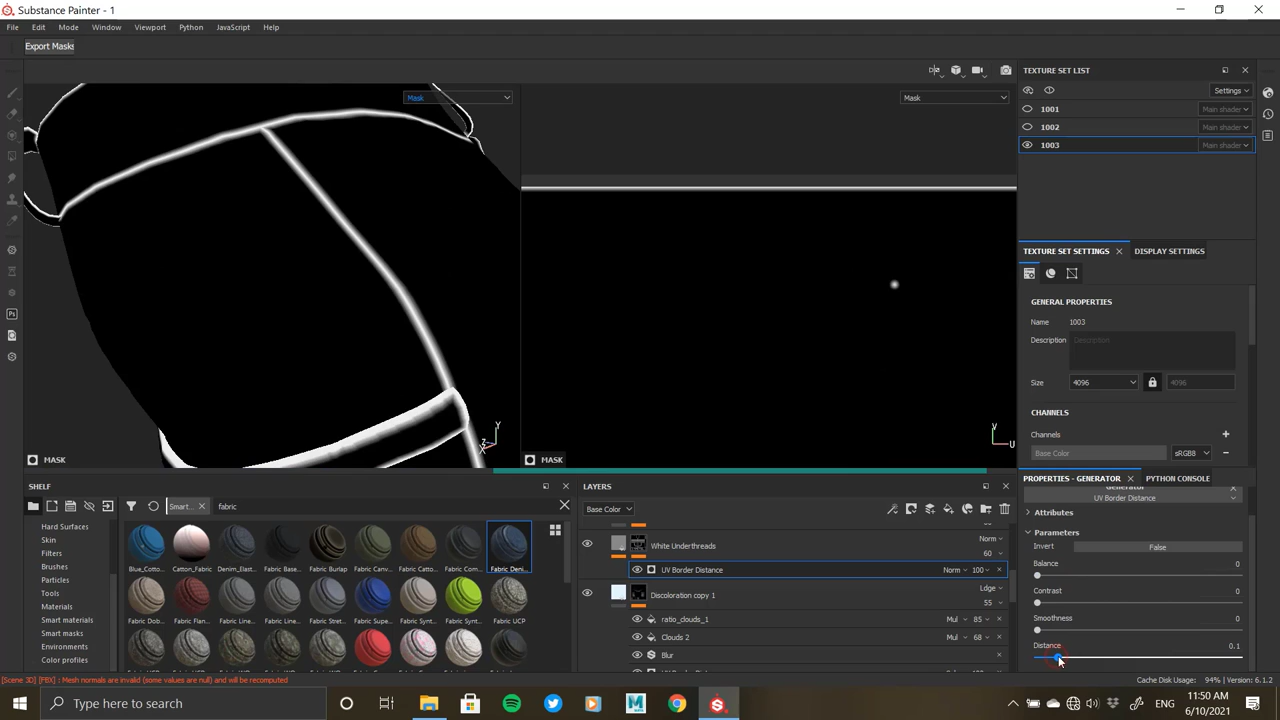 Substance Painter - 1
File Edit Mode Window Viewport Python JavaScript Help
Export Masks
Mask
Mask
MASK
MASK
Y
Z
X
V
U
TEXTURE SET LIST
Settings
1001 Main shader
1002 Main shader
1003 Main shader
TEXTURE SET SETTINGS DISPLAY SETTINGS
GENERAL PROPERTIES
Name 1003
Description Description
Size 4096 4096
CHANNELS
Channels
Base Color sRGB8
SHELF
Smart... fabric
Hard Surfaces
Skin
Filters
Brushes
Particles
Tools
Materials
Smart materials
Smart masks
Environments
Color profiles
Blue_Cotto... Catton_Fabric Denim_Elast... Fabric Base... Fabric Burlap Fabric Canv... Fabric Comf... Fabric Com... Fabric Deni...
Fabric Dob... Fabric Flan... Fabric Line... Fabric Line... Fabric Stret... Fabric Supe... Fabric Synt... Fabric Synt... Fabric UCP
LAYERS
Base Color
White Underthreads Norm 60
UV Border Distance Norm 100
Discoloration copy 1 Ldge 55
ratio_clouds_1 Mul 85
Clouds 2 Mul 68
Blur
PROPERTIES - GENERATOR PYTHON CONSOLE
Generator
UV Border Distance
Attributes
Parameters
Invert False
Balance 0
Contrast 0
Smoothness 0
Distance 0.1
[Scene 3D] [FBX] : Mesh normals are invalid (some values are null) and will be recomputed
Cache Disk Usage: 94% | Version: 6.1.2
Type here to search
ENG
11:50 AM
6/10/2021